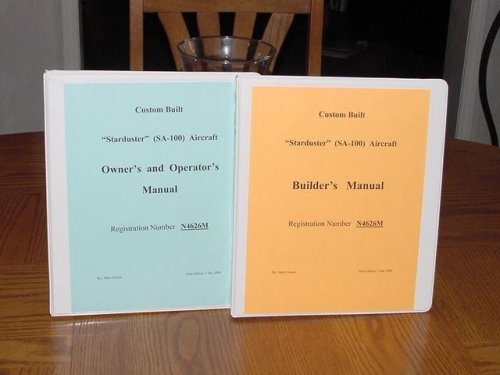 Custom Built
"Starduster" (SA-100) Aircraft
Owner's and Operator's
Manual
Registration Number N4626M
Custom Built
"Starduster" (SA-100) Aircraft
Builder's Manual
Registration Number N4626M